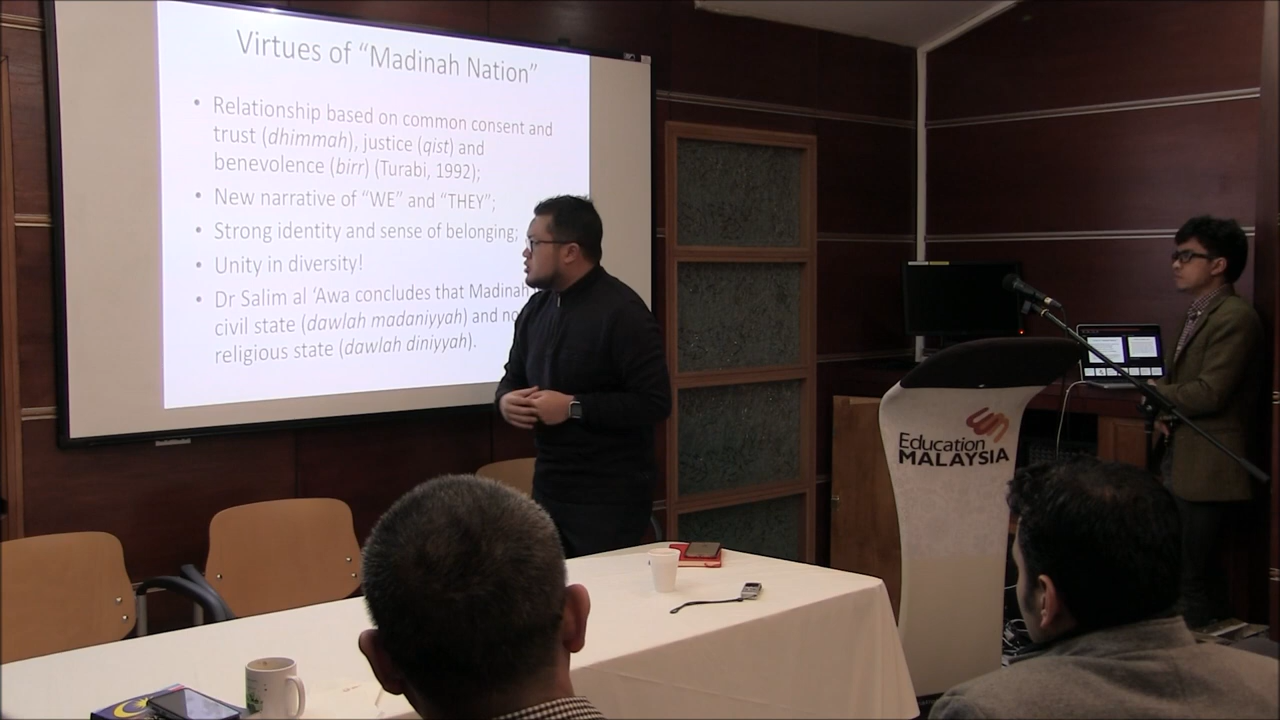 Virtues of “Madinah Nation”
• Relationship based on common consent and
trust (dhimmah), justice (qist) and
benevolence (birr) (Turabi, 1992);
• New narrative of “WE” and “THEY”;
• Strong identity and sense of belonging;
• Unity in diversity!
• Dr Salim al ‘Awa concludes that Madinah
civil state (dawlah madaniyyah) and
religious state (dawlah diniyyah).
Education
MALAYSIA